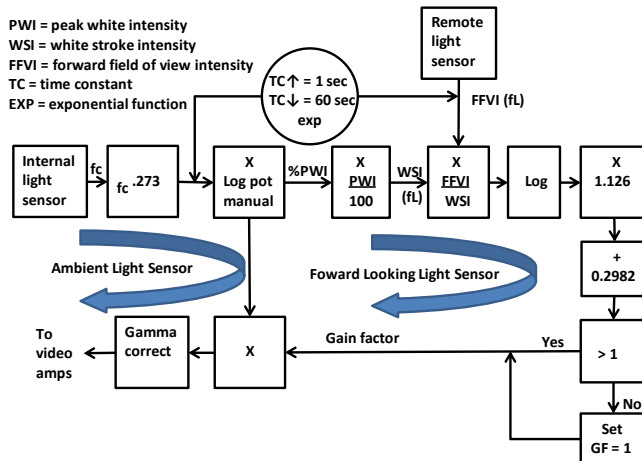 PWI = peak white intensity
WSI = white stroke intensity
FFVI = forward field of view intensity
TC = time constant
EXP = exponential function
TC↑ = 1 sec
TC↓ = 60 sec
exp
Remote
light
sensor
FFVI (fL)
Internal
light
sensor
fc
fc .273
X
Log pot
manual
%PWI
X
PWI
100
WSI
(fL)
X
FFVI
WSI
Log
X
1.126
Ambient Light Sensor
Foward Looking Light Sensor
+
0.2982
To
video
amps
Gamma
correct
X
Gain factor
Yes
> 1
No
Set
GF = 1